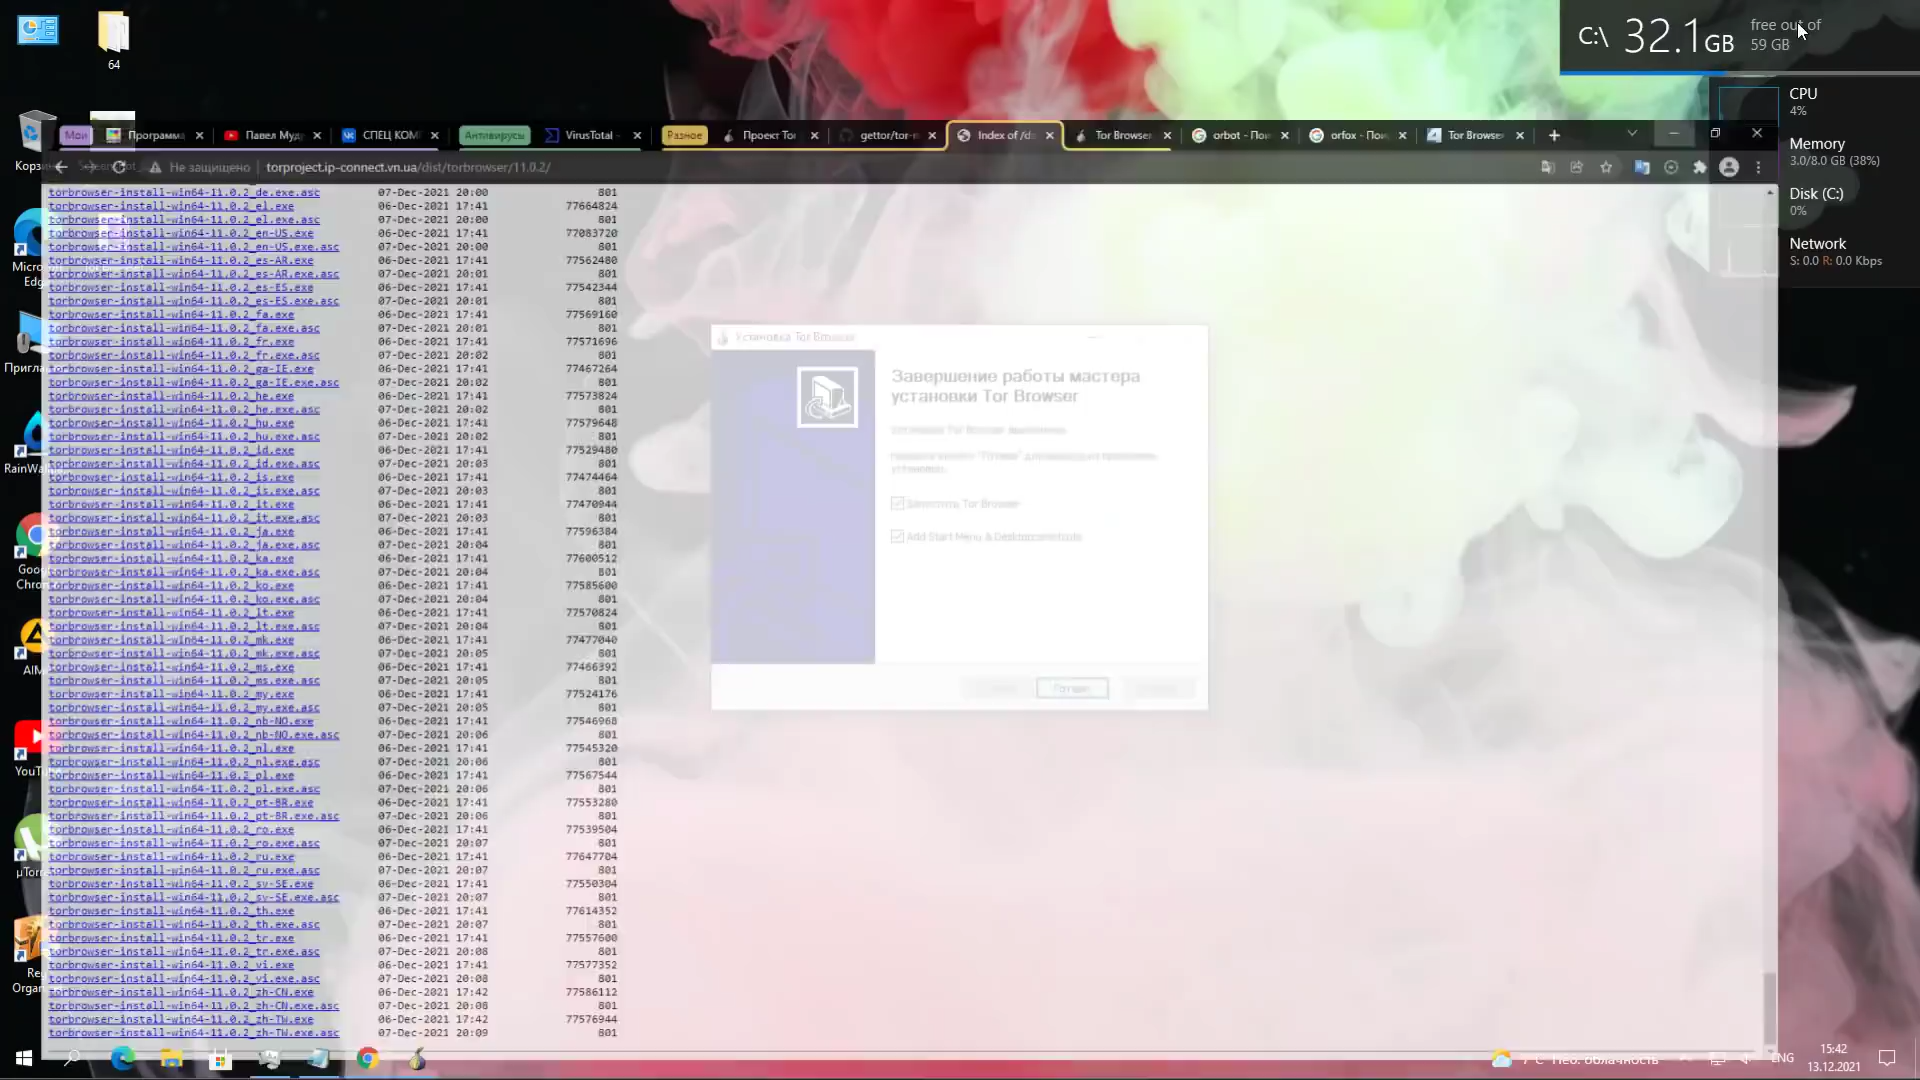 64
C:\ 32.1GB free out of
59 GB
CPU
4%
Memory
3.0/8.0 GB (38%)
Disk (C:)
0%
Network
S: 0.0 R: 0.0 Kbps
Мои Программа Павел Муд СПЕЦ КОМ Антивирусы VirusTotal - Разное Проект To gettor/tor- Index of /d Tor Browser orbot - Пои orfox - Пои Tor Browse
Не защищено torproject.ip-connect.vn.ua/dist/torbrowser/11.0.2/
torbrowser-install-win64-11.0.2_de.exe.asc 07-Dec-2021 20:00 801
torbrowser-install-win64-11.0.2_el.exe 06-Dec-2021 17:41 77664824
torbrowser-install-win64-11.0.2_el.exe.asc 07-Dec-2021 20:00 801
torbrowser-install-win64-11.0.2_en-US.exe 06-Dec-2021 17:41 77083720
torbrowser-install-win64-11.0.2_en-US.exe.asc 07-Dec-2021 20:00 801
torbrowser-install-win64-11.0.2_es-AR.exe 06-Dec-2021 17:41 77562480
torbrowser-install-win64-11.0.2_es-AR.exe.asc 07-Dec-2021 20:01 801
torbrowser-install-win64-11.0.2_es-ES.exe 06-Dec-2021 17:41 77542344
torbrowser-install-win64-11.0.2_es-ES.exe.asc 07-Dec-2021 20:01 801
torbrowser-install-win64-11.0.2_fa.exe 06-Dec-2021 17:41 77569160
torbrowser-install-win64-11.0.2_fa.exe.asc 07-Dec-2021 20:01 801
torbrowser-install-win64-11.0.2_fr.exe 06-Dec-2021 17:41 77571696
torbrowser-install-win64-11.0.2_fr.exe.asc 07-Dec-2021 20:02 801
torbrowser-install-win64-11.0.2_ga-IE.exe 06-Dec-2021 17:41 77467264
torbrowser-install-win64-11.0.2_ga-IE.exe.asc 07-Dec-2021 20:02 801
torbrowser-install-win64-11.0.2_he.exe 06-Dec-2021 17:41 77573824
torbrowser-install-win64-11.0.2_he.exe.asc 07-Dec-2021 20:02 801
torbrowser-install-win64-11.0.2_hu.exe 06-Dec-2021 17:41 77579648
torbrowser-install-win64-11.0.2_hu.exe.asc 07-Dec-2021 20:02 801
torbrowser-install-win64-11.0.2_id.exe 06-Dec-2021 17:41 77529480
torbrowser-install-win64-11.0.2_id.exe.asc 07-Dec-2021 20:03 801
torbrowser-install-win64-11.0.2_is.exe 06-Dec-2021 17:41 77474464
torbrowser-install-win64-11.0.2_is.exe.asc 07-Dec-2021 20:03 801
torbrowser-install-win64-11.0.2_it.exe 06-Dec-2021 17:41 77470944
torbrowser-install-win64-11.0.2_it.exe.asc 07-Dec-2021 20:03 801
torbrowser-install-win64-11.0.2_ja.exe 06-Dec-2021 17:41 77596384
torbrowser-install-win64-11.0.2_ja.exe.asc 07-Dec-2021 20:04 801
torbrowser-install-win64-11.0.2_ka.exe 06-Dec-2021 17:41 77600512
torbrowser-install-win64-11.0.2_ka.exe.asc 07-Dec-2021 20:04 801
torbrowser-install-win64-11.0.2_ko.exe 06-Dec-2021 17:41 77585600
torbrowser-install-win64-11.0.2_ko.exe.asc 07-Dec-2021 20:04 801
torbrowser-install-win64-11.0.2_lt.exe 06-Dec-2021 17:41 77570824
torbrowser-install-win64-11.0.2_lt.exe.asc 07-Dec-2021 20:04 801
torbrowser-install-win64-11.0.2_mk.exe 06-Dec-2021 17:41 77477040
torbrowser-install-win64-11.0.2_mk.exe.asc 07-Dec-2021 20:05 801
torbrowser-install-win64-11.0.2_ms.exe 06-Dec-2021 17:41 77466392
torbrowser-install-win64-11.0.2_ms.exe.asc 07-Dec-2021 20:05 801
torbrowser-install-win64-11.0.2_my.exe 06-Dec-2021 17:41 77524176
torbrowser-install-win64-11.0.2_my.exe.asc 07-Dec-2021 20:05 801
torbrowser-install-win64-11.0.2_nb-NO.exe 06-Dec-2021 17:41 77546968
torbrowser-install-win64-11.0.2_nb-NO.exe.asc 07-Dec-2021 20:06 801
torbrowser-install-win64-11.0.2_nl.exe 06-Dec-2021 17:41 77545320
torbrowser-install-win64-11.0.2_nl.exe.asc 07-Dec-2021 20:06 801
torbrowser-install-win64-11.0.2_pl.exe 06-Dec-2021 17:41 77567544
torbrowser-install-win64-11.0.2_pl.exe.asc 07-Dec-2021 20:06 801
torbrowser-install-win64-11.0.2_pt-BR.exe 06-Dec-2021 17:41 77553280
torbrowser-install-win64-11.0.2_pt-BR.exe.asc 07-Dec-2021 20:06 801
torbrowser-install-win64-11.0.2_ro.exe 06-Dec-2021 17:41 77539504
torbrowser-install-win64-11.0.2_ro.exe.asc 07-Dec-2021 20:07 801
torbrowser-install-win64-11.0.2_ru.exe 06-Dec-2021 17:41 77647704
torbrowser-install-win64-11.0.2_ru.exe.asc 07-Dec-2021 20:07 801
torbrowser-install-win64-11.0.2_sv-SE.exe 06-Dec-2021 17:41 77550304
torbrowser-install-win64-11.0.2_sv-SE.exe.asc 07-Dec-2021 20:07 801
torbrowser-install-win64-11.0.2_th.exe 06-Dec-2021 17:41 77614352
torbrowser-install-win64-11.0.2_th.exe.asc 07-Dec-2021 20:07 801
torbrowser-install-win64-11.0.2_tr.exe 06-Dec-2021 17:41 77557600
torbrowser-install-win64-11.0.2_tr.exe.asc 07-Dec-2021 20:08 801
torbrowser-install-win64-11.0.2_vi.exe 06-Dec-2021 17:41 77577352
torbrowser-install-win64-11.0.2_vi.exe.asc 07-Dec-2021 20:08 801
torbrowser-install-win64-11.0.2_zh-CN.exe 06-Dec-2021 17:42 77586112
torbrowser-install-win64-11.0.2_zh-CN.exe.asc 07-Dec-2021 20:08 801
torbrowser-install-win64-11.0.2_zh-TW.exe 06-Dec-2021 17:42 77576944
torbrowser-install-win64-11.0.2_zh-TW.exe.asc 07-Dec-2021 20:09 801
Установка Tor Browser
Завершение работы мастера
установки Tor Browser
Установка Tor Browser выполнена.
установки.
Запустить Tor Browser
Add Start Menu & Desktop
Готово
Корзи
Micro
Edg
Пригла
RainWa
Goog
Chron
AIM
YouTu
µTorr
Re
Organ
7°C Неб. облачность ENG
15:42
13.12.2021